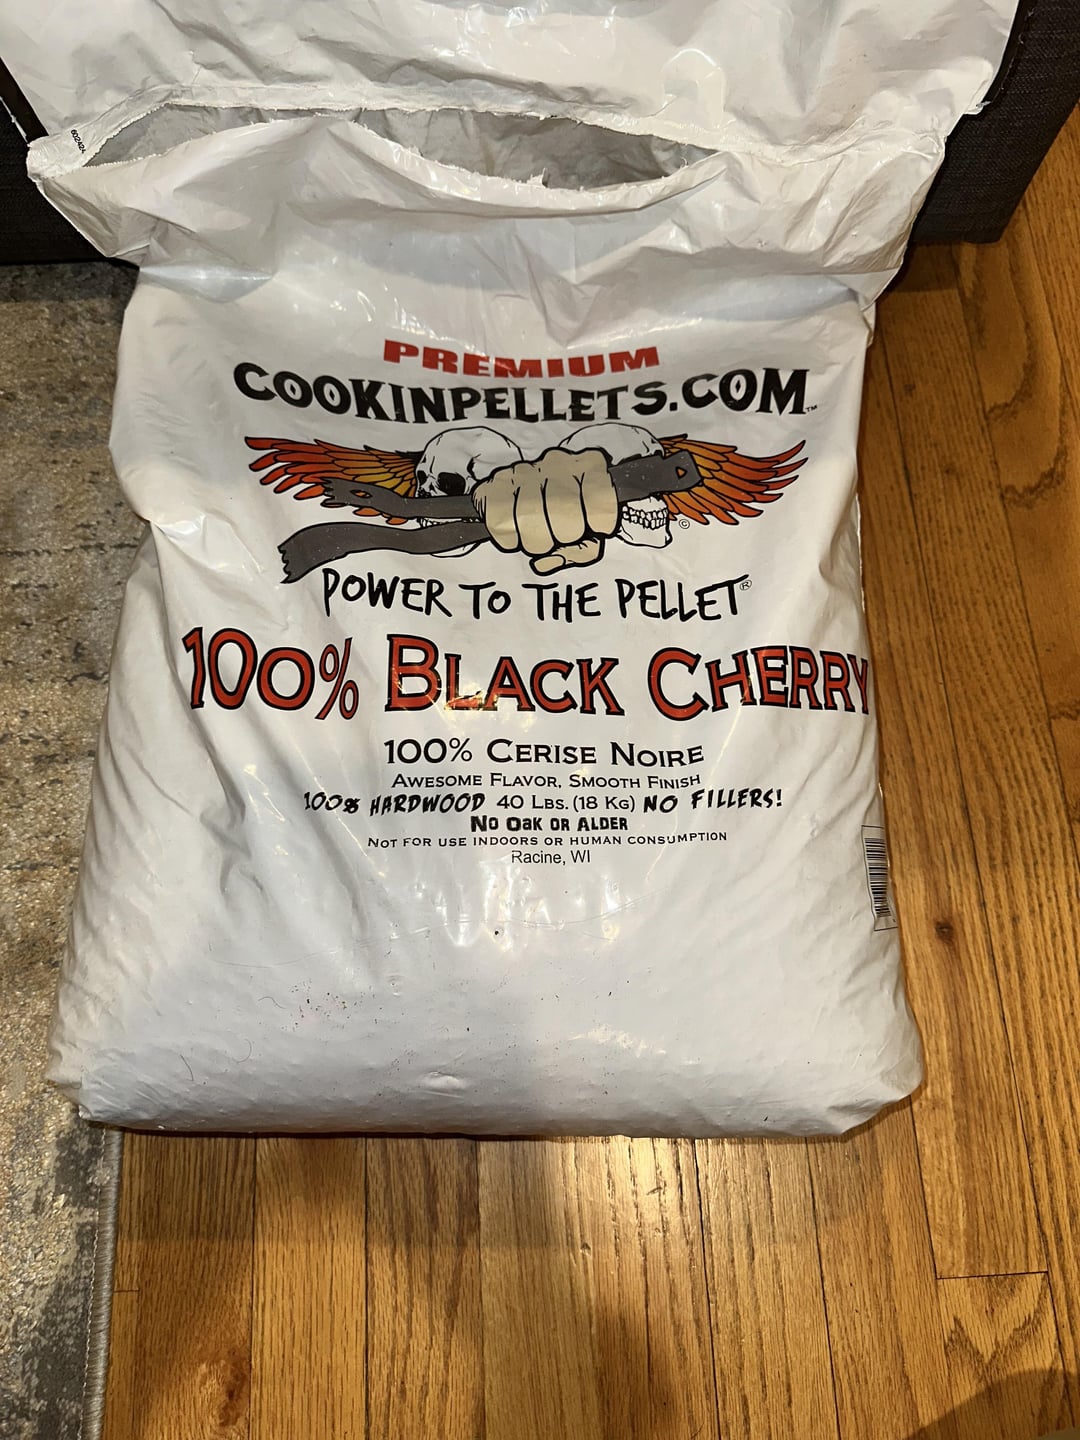 PREMIUM
COOKINPELLETS.COM™
©
POWER TO THE PELLET®
100% BLACK CHERRY
100% CERISE NOIRE
AWESOME FLAVOR, SMOOTH FINISH
100% HARDWOOD 40 LBS. (18 KG) NO FILLERS!
NO OAK OR ALDER
NOT FOR USE INDOORS OR HUMAN CONSUMPTION
Racine, WI